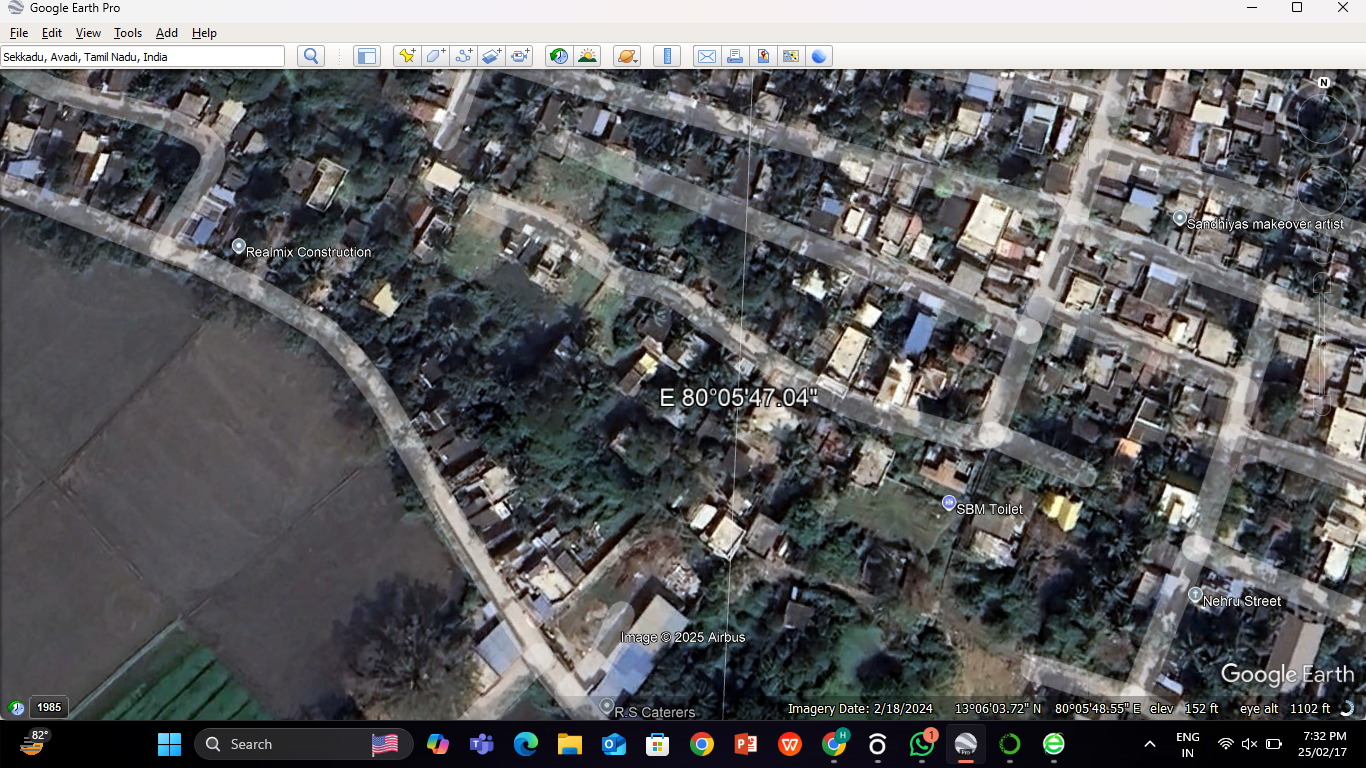 Google Earth Pro
File Edit View Tools Add Help
Sekkadu, Avadi, Tamil Nadu, India
N
Sandhiyas makeover artist
Realmix Construction
E 80°05'47.04"
SBM Toilet
Nehru Street
Image © 2025 Airbus
Google Earth
R.S Caterers
1985
Imagery Date: 2/18/2024 13°06'03.72" N 80°05'48.55" E elev 152 ft eye alt 1102 ft
82°
Search
H
1
Pro
ENG
IN
7:32 PM
25/02/17